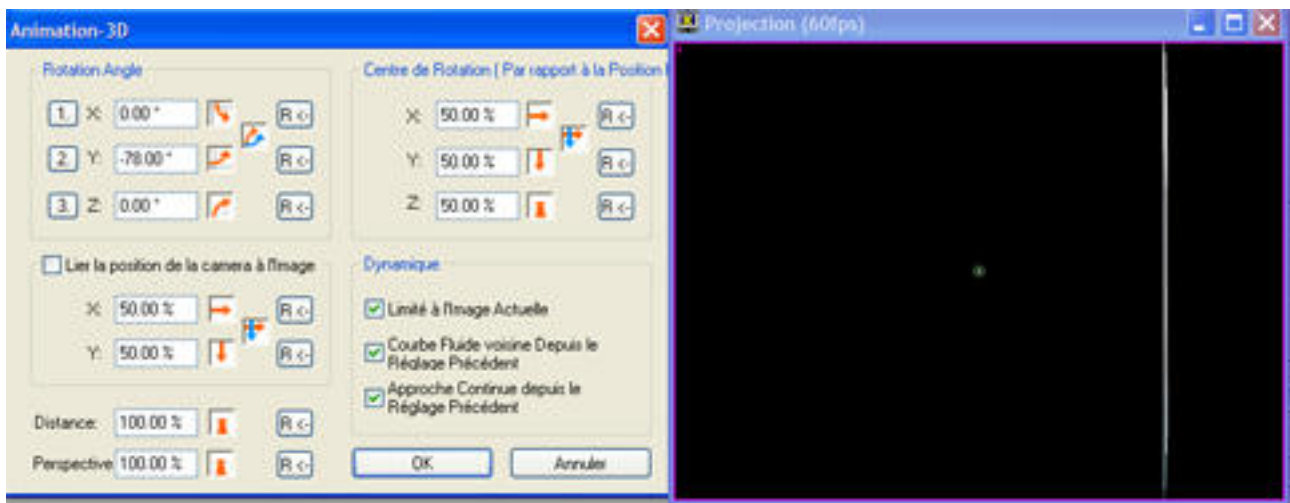 Animation-3D
Projection (60fps)
Rotation Angle
1. X: 0.00 ° R <-
2. Y: -78.00 ° R <-
3. Z: 0.00 ° R <-
Centre de Rotation ( Par rapport à la Position
X: 50.00 % R <-
Y: 50.00 % R <-
Z: 50.00 % R <-
Lier la position de la camera à l'Image
X: 50.00 % R <-
Y: 50.00 % R <-
Distance: 100.00 % R <-
Perspective 100.00 % R <-
Dynamique
Limité à l'Image Actuelle
Courbe Fluide voisine Depuis le
Réglage Précédent
Approche Continue depuis le
Réglage Précédent
OK
Annuler